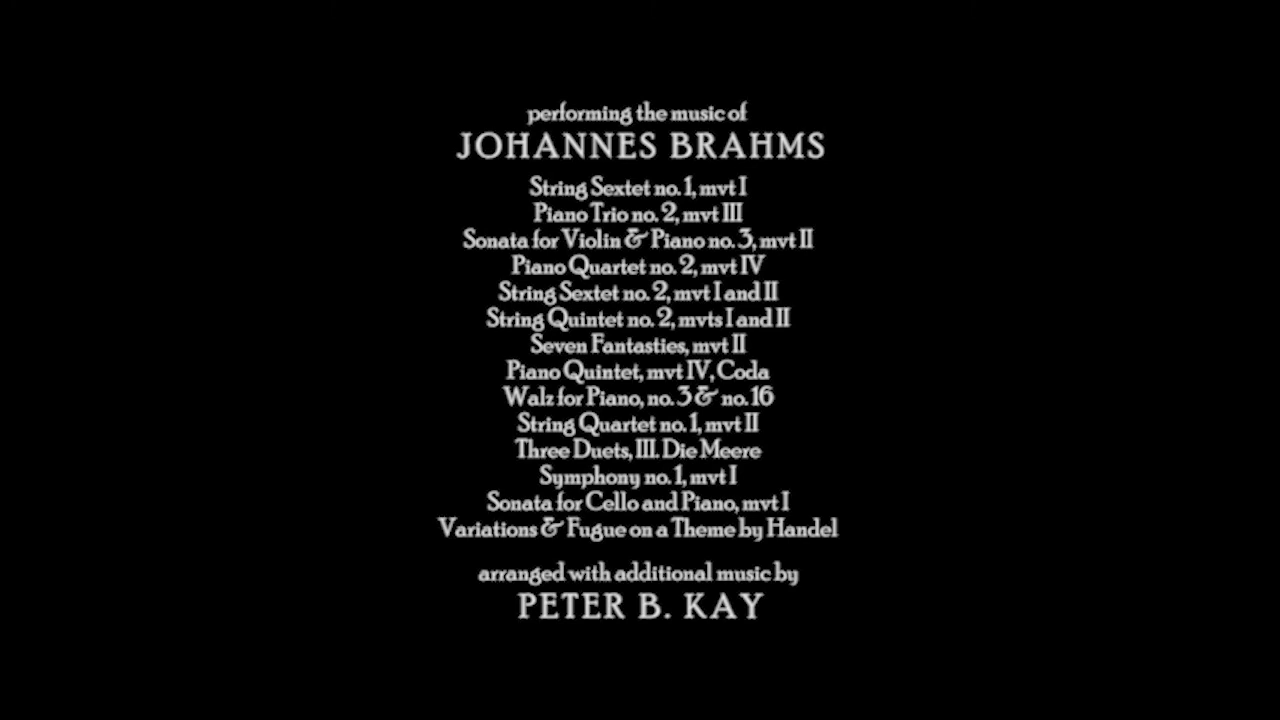 performing the music of
JOHANNES BRAHMS
String Sextet no. 1, mvt I
Piano Trio no. 2, mvt III
Sonata for Violin & Piano no. 3, mvt II
Piano Quartet no. 2, mvt IV
String Sextet no. 2, mvt I and II
String Quintet no. 2, mvts I and II
Seven Fantasties, mvt II
Piano Quintet, mvt IV, Coda
Walz for Piano, no. 3 & no. 16
String Quartet no. 1, mvt II
Three Duets, III. Die Meere
Symphony no. 1, mvt I
Sonata for Cello and Piano, mvt I
Variations & Fugue on a Theme by Handel
arranged with additional music by
PETER B. KAY